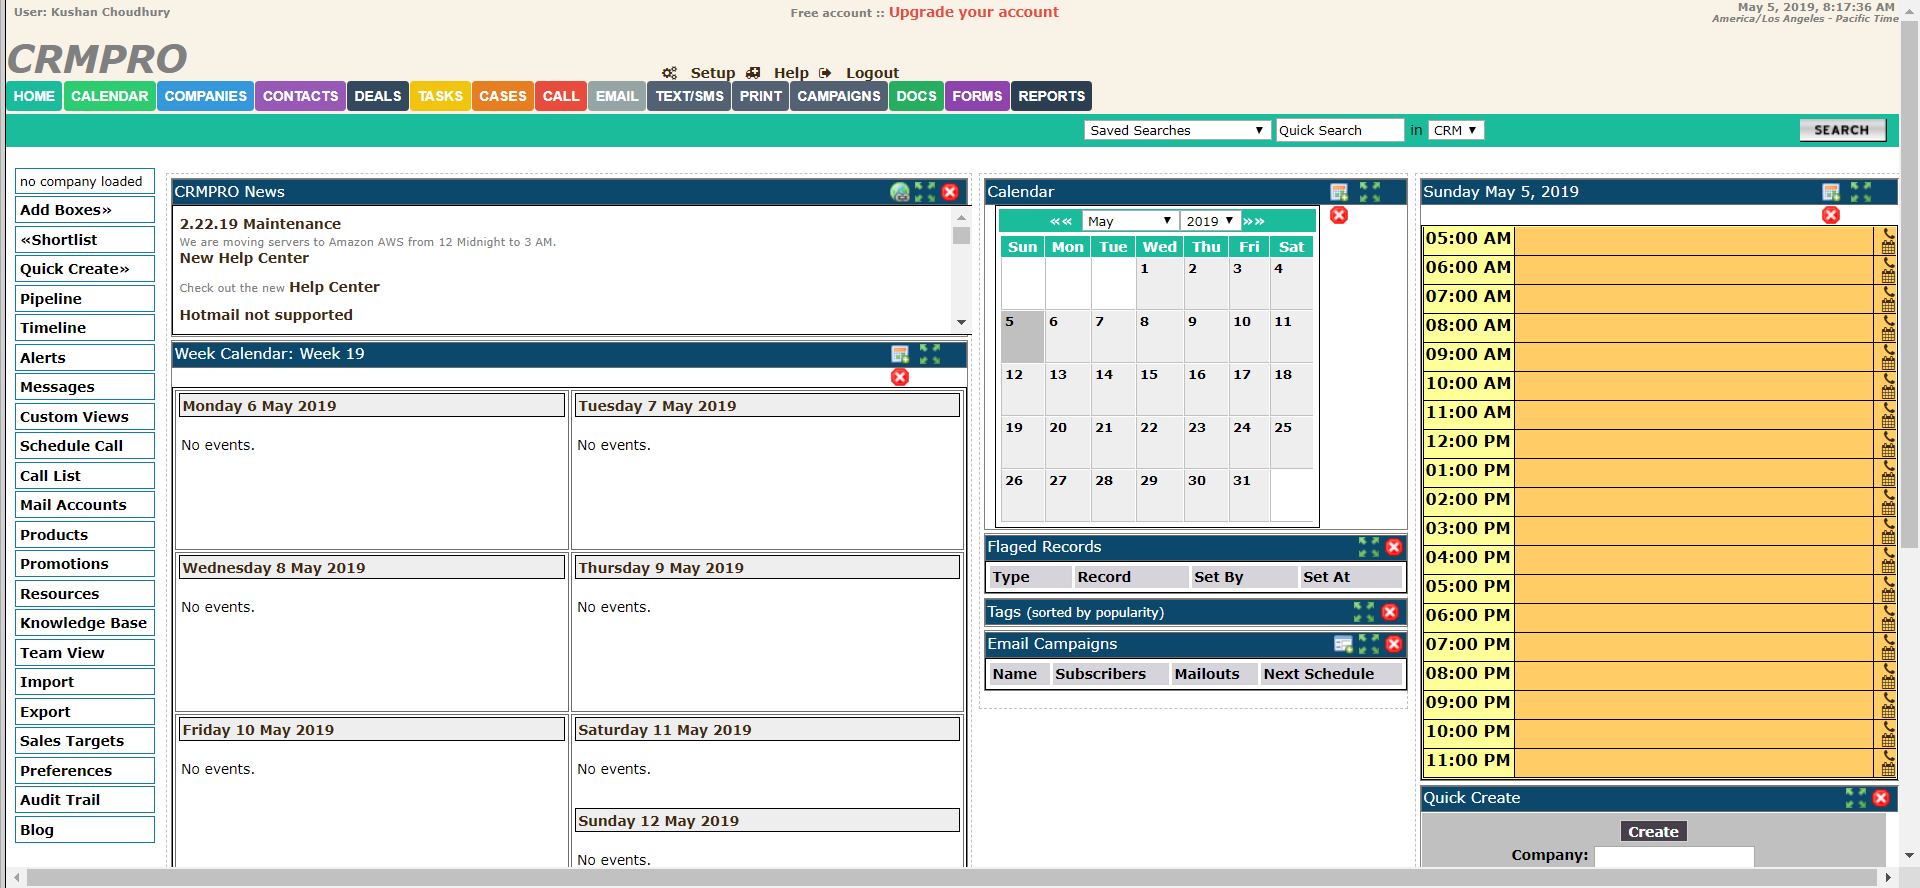 User: Kushan Choudhury
Free account :: Upgrade your account
May 5, 2019, 8:17:36 AM
America/Los Angeles - Pacific Time
CRMPRO
Setup Help Logout
HOME CALENDAR COMPANIES CONTACTS DEALS TASKS CASES CALL EMAIL TEXT/SMS PRINT CAMPAIGNS DOCS FORMS REPORTS
Saved Searches Quick Search in CRM SEARCH
no company loaded
Add Boxes»
«Shortlist
Quick Create»
Pipeline
Timeline
Alerts
Messages
Custom Views
Schedule Call
Call List
Mail Accounts
Products
Promotions
Resources
Knowledge Base
Team View
Import
Export
Sales Targets
Preferences
Audit Trail
Blog
CRMPRO News
2.22.19 Maintenance
We are moving servers to Amazon AWS from 12 Midnight to 3 AM.
New Help Center
Check out the new Help Center
Hotmail not supported
Week Calendar: Week 19
Monday 6 May 2019
No events.
Tuesday 7 May 2019
No events.
Wednesday 8 May 2019
No events.
Thursday 9 May 2019
No events.
Friday 10 May 2019
No events.
Saturday 11 May 2019
No events.
Sunday 12 May 2019
No events.
Calendar
«« May 2019 »»
Sun Mon Tue Wed Thu Fri Sat
1 2 3 4
5 6 7 8 9 10 11
12 13 14 15 16 17 18
19 20 21 22 23 24 25
26 27 28 29 30 31
Flaged Records
Type Record Set By Set At
Tags (sorted by popularity)
Email Campaigns
Name Subscribers Mailouts Next Schedule
Sunday May 5, 2019
05:00 AM
06:00 AM
07:00 AM
08:00 AM
09:00 AM
10:00 AM
11:00 AM
12:00 PM
01:00 PM
02:00 PM
03:00 PM
04:00 PM
05:00 PM
06:00 PM
07:00 PM
08:00 PM
09:00 PM
10:00 PM
11:00 PM
Quick Create
Create
Company: